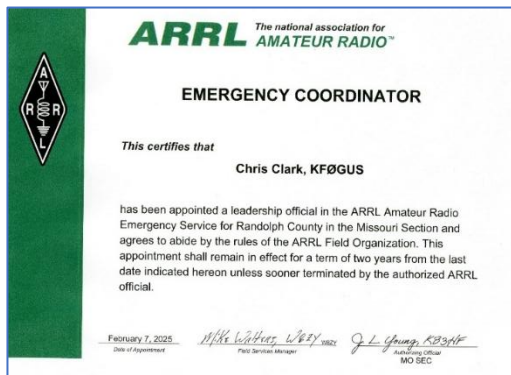 ARRL The national association for
AMATEUR RADIO™
A
R R
L
EMERGENCY COORDINATOR
This certifies that
Chris Clark, KFØGUS
has been appointed a leadership official in the ARRL Amateur Radio
Emergency Service for Randolph County in the Missouri Section and
agrees to abide by the rules of the ARRL Field Organization. This
appointment shall remain in effect for a term of two years from the last
date indicated hereon unless sooner terminated by the authorized ARRL
official.
February 7, 2025 Mike Walters, W8ZY W8ZY J L Young, KB3HF
Date of Appointment Field Services Manager Authorizing Official
MO SEC